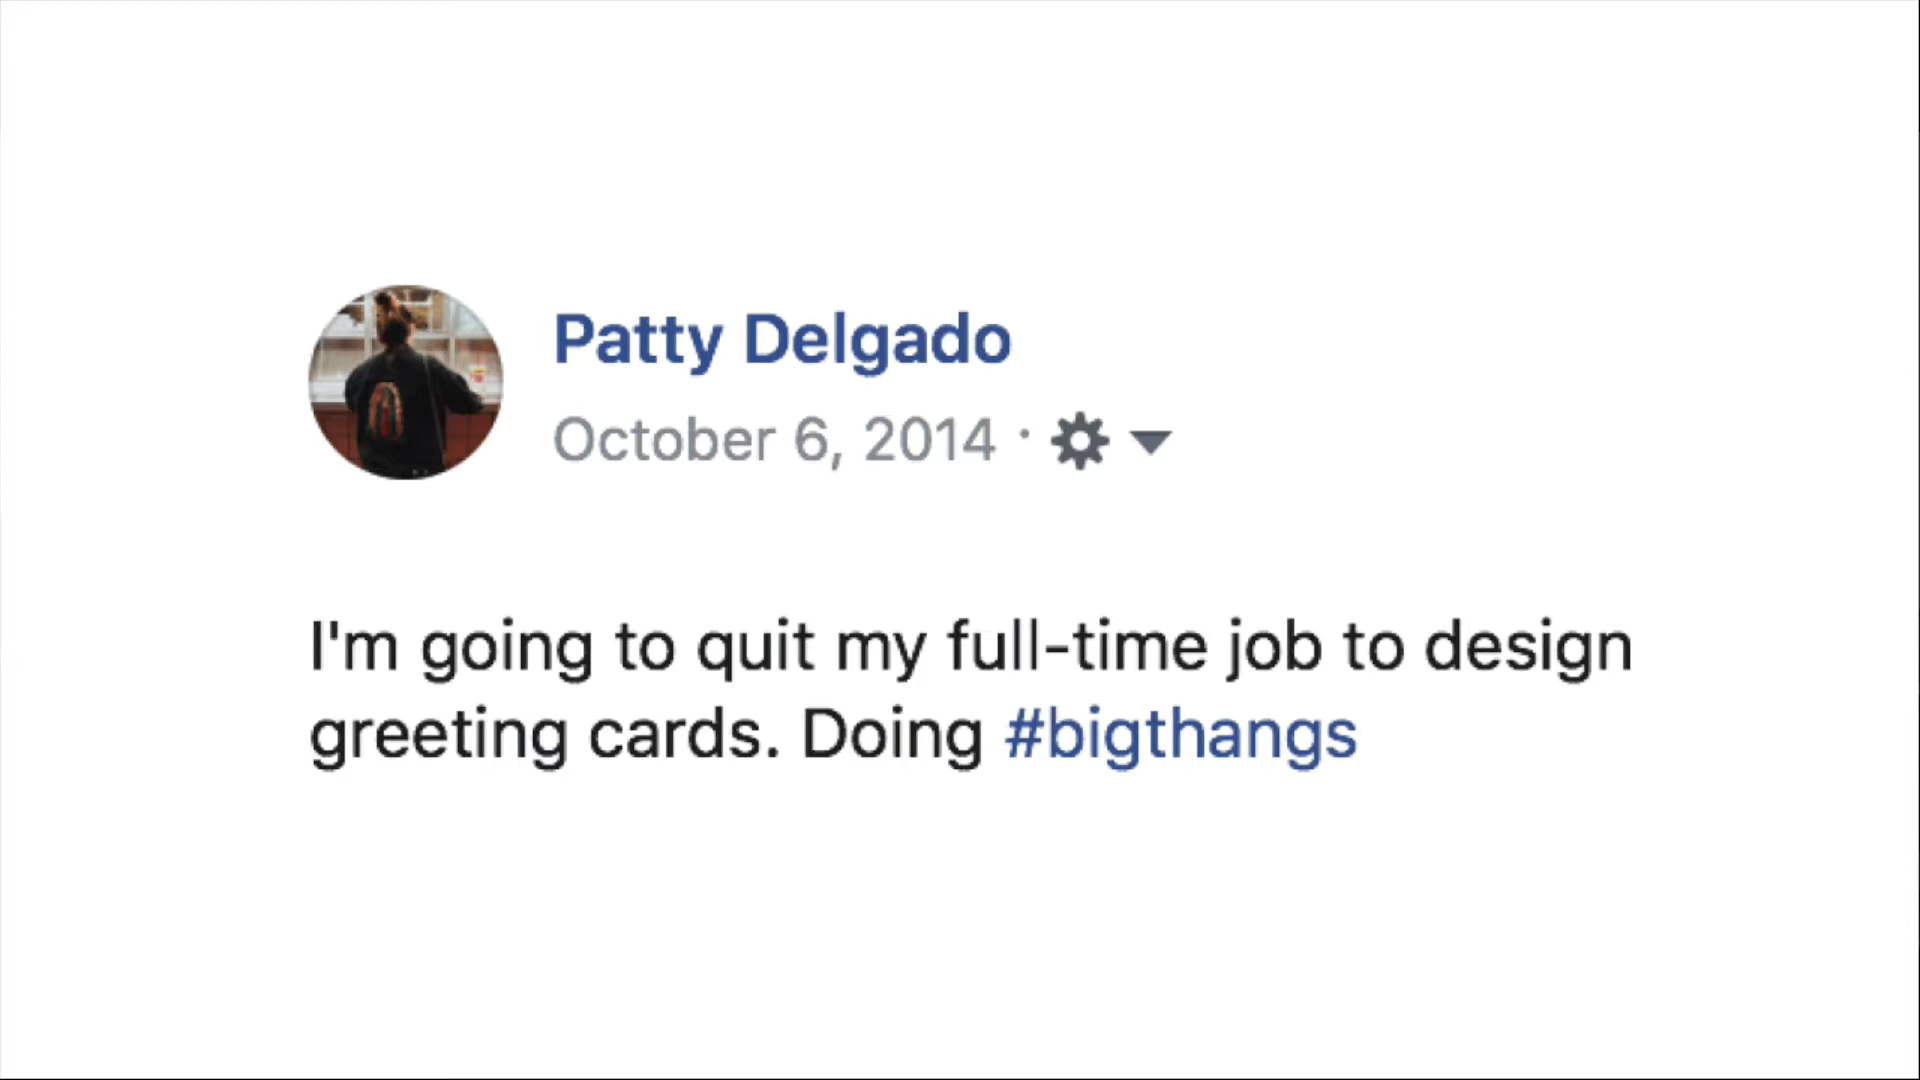 Patty Delgado
October 6, 2014 ·
I'm going to quit my full-time job to design
greeting cards. Doing #bigthangs